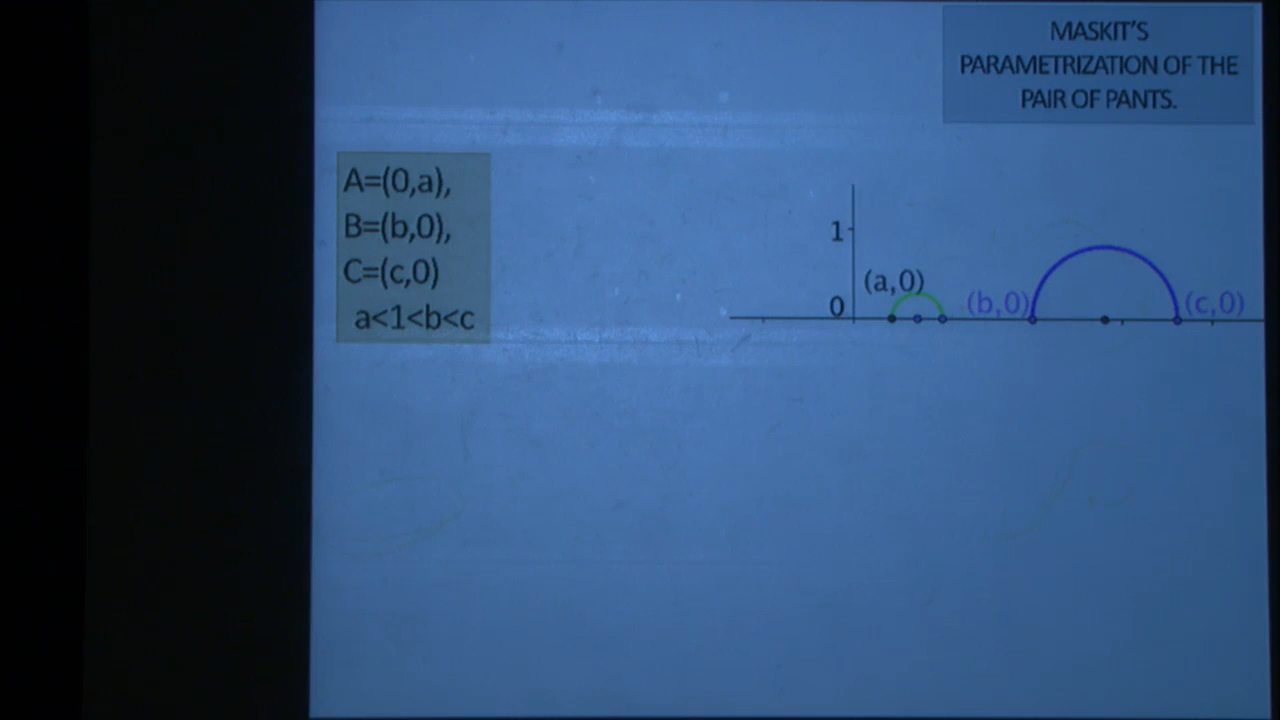 MASKIT'S
PARAMETRIZATION OF THE
PAIR OF PANTS.
A=(0,a),
B=(b,0),
C=(c,0)
a<1<b<c
1
(a,0)
0
(b,0)
(c,0)